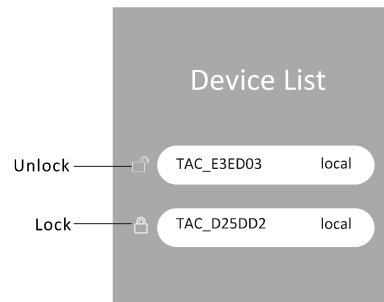 Device List
Unlock TAC_E3ED03 local
Lock TAC_D25DD2 local